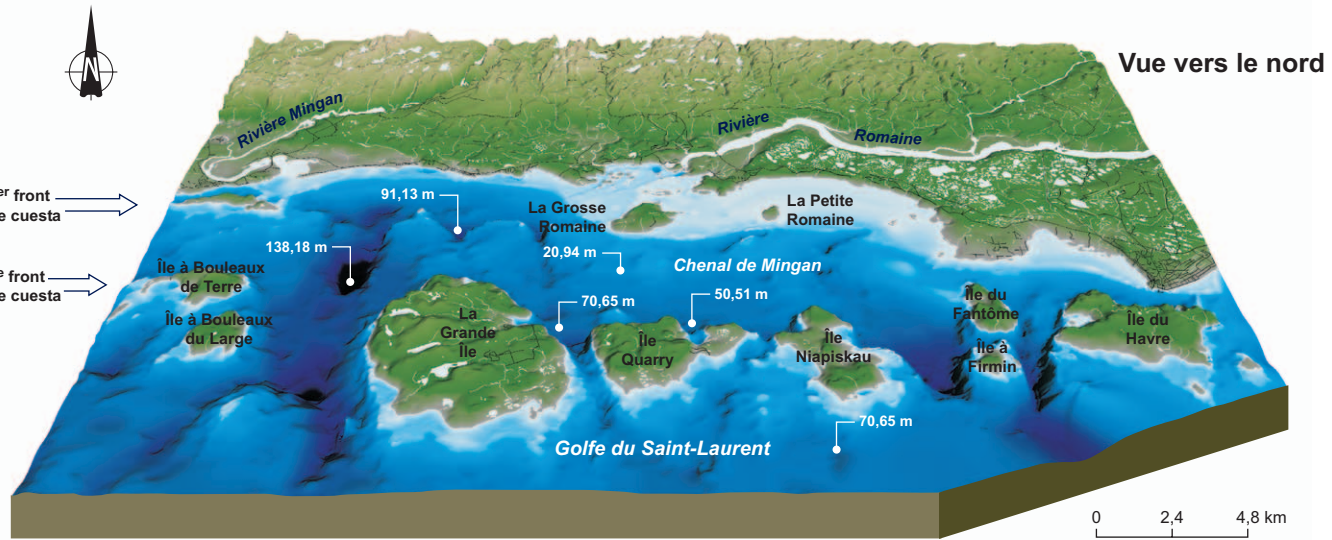 N
Vue vers le nord
Rivière Mingan
Rivière Romaine
er front
e cuesta
91,13 m
La Grosse
Romaine
La Petite
Romaine
138,18 m
20,94 m
Chenal de Mingan
e front
e cuesta
Île à Bouleaux
de Terre
70,65 m
50,51 m
Île à Bouleaux
du Large
La
Grande
Île
Île
Quarry
Île
Niapiskau
Île du
Fantôme
Île à
Firmin
Île du
Havre
70,65 m
Golfe du Saint-Laurent
0 2,4 4,8 km